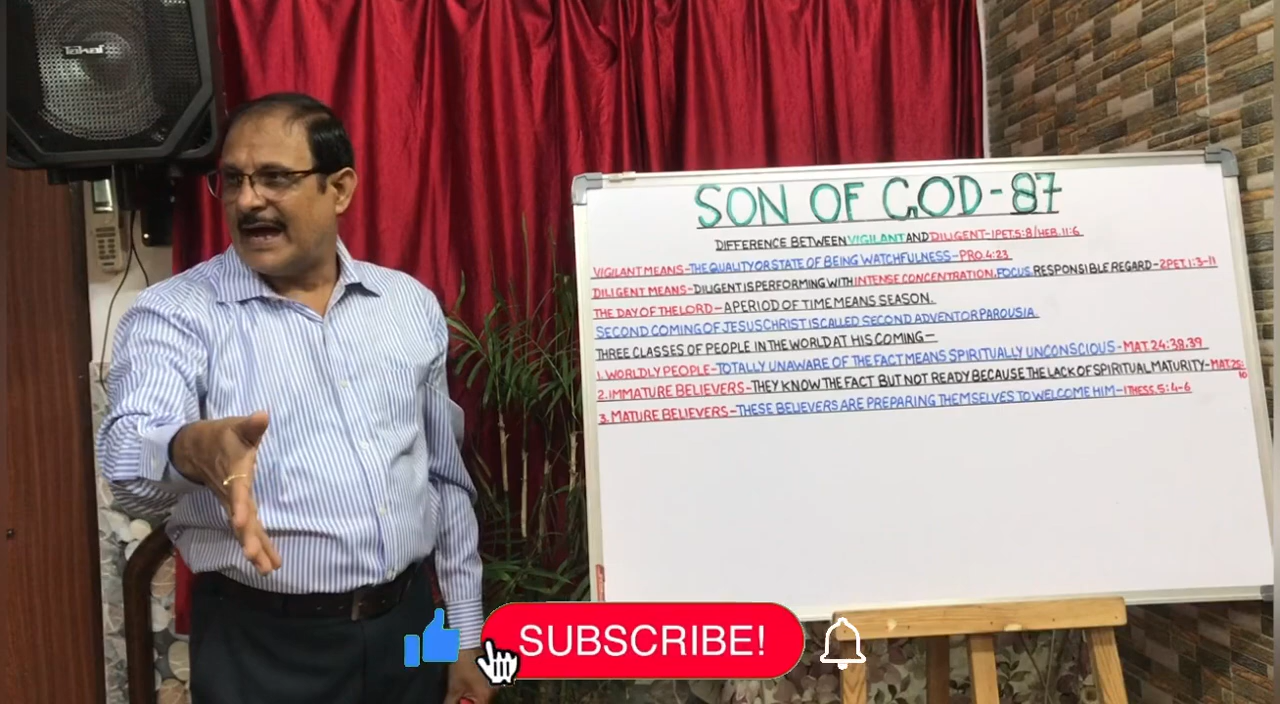 Tokai
SON OF GOD-87
DIFFERENCE BETWEEN VIGILANT AND DILIGENT-1PET.5:8/HEB.11:6
VIGILANT MEANS-THE QUALITY OR STATE OF BEING WATCHFULNESS-PRO.4:23
DILIGENT MEANS-DILIGENT IS PERFORMING WITH INTENSE CONCENTRATION, FOCUS, RESPONSIBLE REGARD-2PET.1:3-11
THE DAY OF THE LORD-A PERIOD OF TIME MEANS SEASON.
SECOND COMING OF JESUS CHRIST IS CALLED SECOND ADVENT OR PAROUSIA.
THREE CLASSES OF PEOPLE IN THE WORLD AT HIS COMING-
1. WORLDLY PEOPLE-TOTALLY UNAWARE OF THE FACT MEANS SPIRITUALLY UNCONSCIOUS-MAT.24:38,39
2. IMMATURE BELIEVERS-THEY KNOW THE FACT BUT NOT READY BECAUSE THE LACK OF SPIRITUAL MATURITY-MAT.25:
10
3. MATURE BELIEVERS-THESE BELIEVERS ARE PREPARING THEMSELVES TO WELCOME HIM-1THESS.5:4-6
SUBSCRIBE!